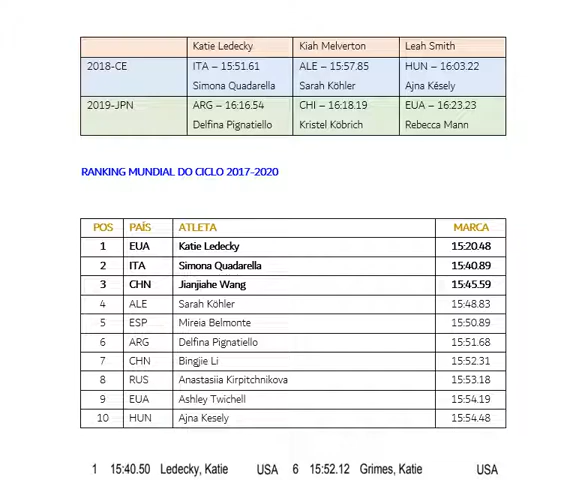 Katie Ledecky Kiah Melverton Leah Smith
2018-CE ITA – 15:51.61 ALE – 15:57.85 HUN – 16:03.22
Simona Quadarella Sarah Köhler Ajna Késely
2019-JPN ARG – 16:16.54 CHI – 16:18.19 EUA – 16:23.23
Delfina Pignatiello Kristel Köbrich Rebecca Mann
RANKING MUNDIAL DO CICLO 2017-2020
POS PAÍS ATLETA MARCA
1 EUA Katie Ledecky 15:20.48
2 ITA Simona Quadarella 15:40.89
3 CHN Jianjiahe Wang 15:45.59
4 ALE Sarah Köhler 15:48.83
5 ESP Mireia Belmonte 15:50.89
6 ARG Delfina Pignatiello 15:51.68
7 CHN Bingjie Li 15:52.31
8 RUS Anastasiia Kirpitchnikova 15:53.18
9 EUA Ashley Twichell 15:54.19
10 HUN Ajna Kesely 15:54.48
1 15:40.50 Ledecky, Katie USA 6 15:52.12 Grimes, Katie USA